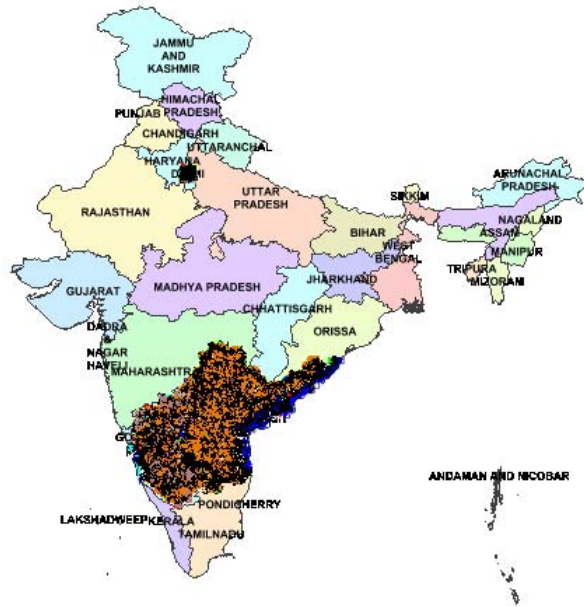 JAMMU
AND
KASHMIR
HIMACHAL
PRADESH
PUNJAB
CHANDIGARH
UTTARANCHAL
HARYANA
ARUNACHAL
PRADESH
SIKKIM
RAJASTHAN
UTTAR
PRADESH
BIHAR
NAGALAND
ASSAM
WEST
BENGAL
MANIPUR
TRIPURA
MIZORAM
JHARKHAND
GUJARAT
MADHYA PRADESH
CHHATTISGARH
ORISSA
DADRA
&
NAGAR
HAVELI
MAHARASHTRA
ANDAMAN AND NICOBAR
PONDICHERRY
LAKSHADWEEP
KERALA
TAMILNADU